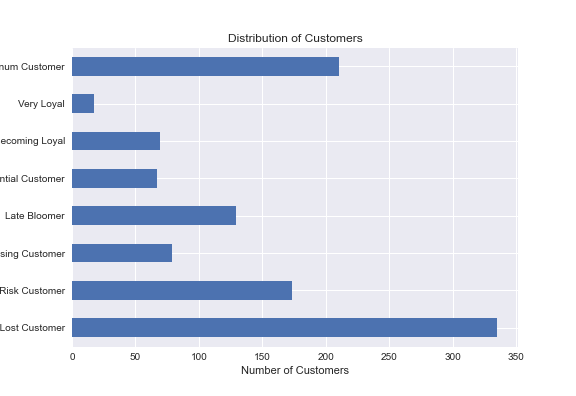 Distribution of Customers
num Customer
Very Loyal
ecoming Loyal
ntial Customer
Late Bloomer
sing Customer
Risk Customer
Lost Customer
0 50 100 150 200 250 300 350
Number of Customers